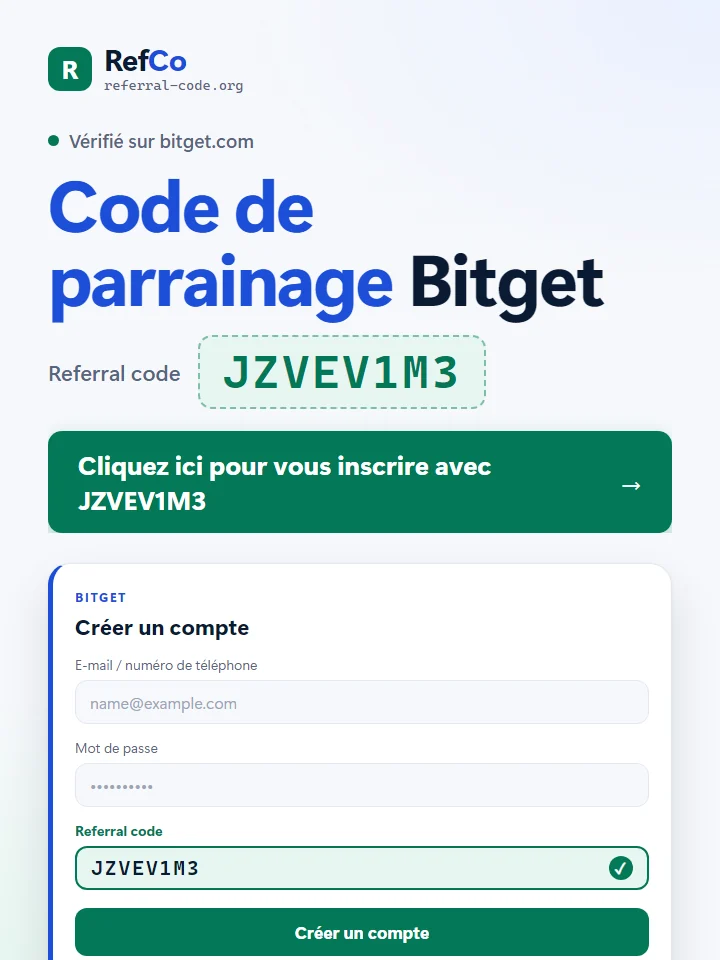 R
RefCo
referral-code.org
Vérifié sur bitget.com
Code de
parrainage Bitget
Referral code
JZVEV1M3
Cliquez ici pour vous inscrire avec
JZVEV1M3
→
BITGET
Créer un compte
E-mail / numéro de téléphone
name@example.com
Mot de passe
••••••••••
Referral code
JZVEV1M3
✓
Créer un compte